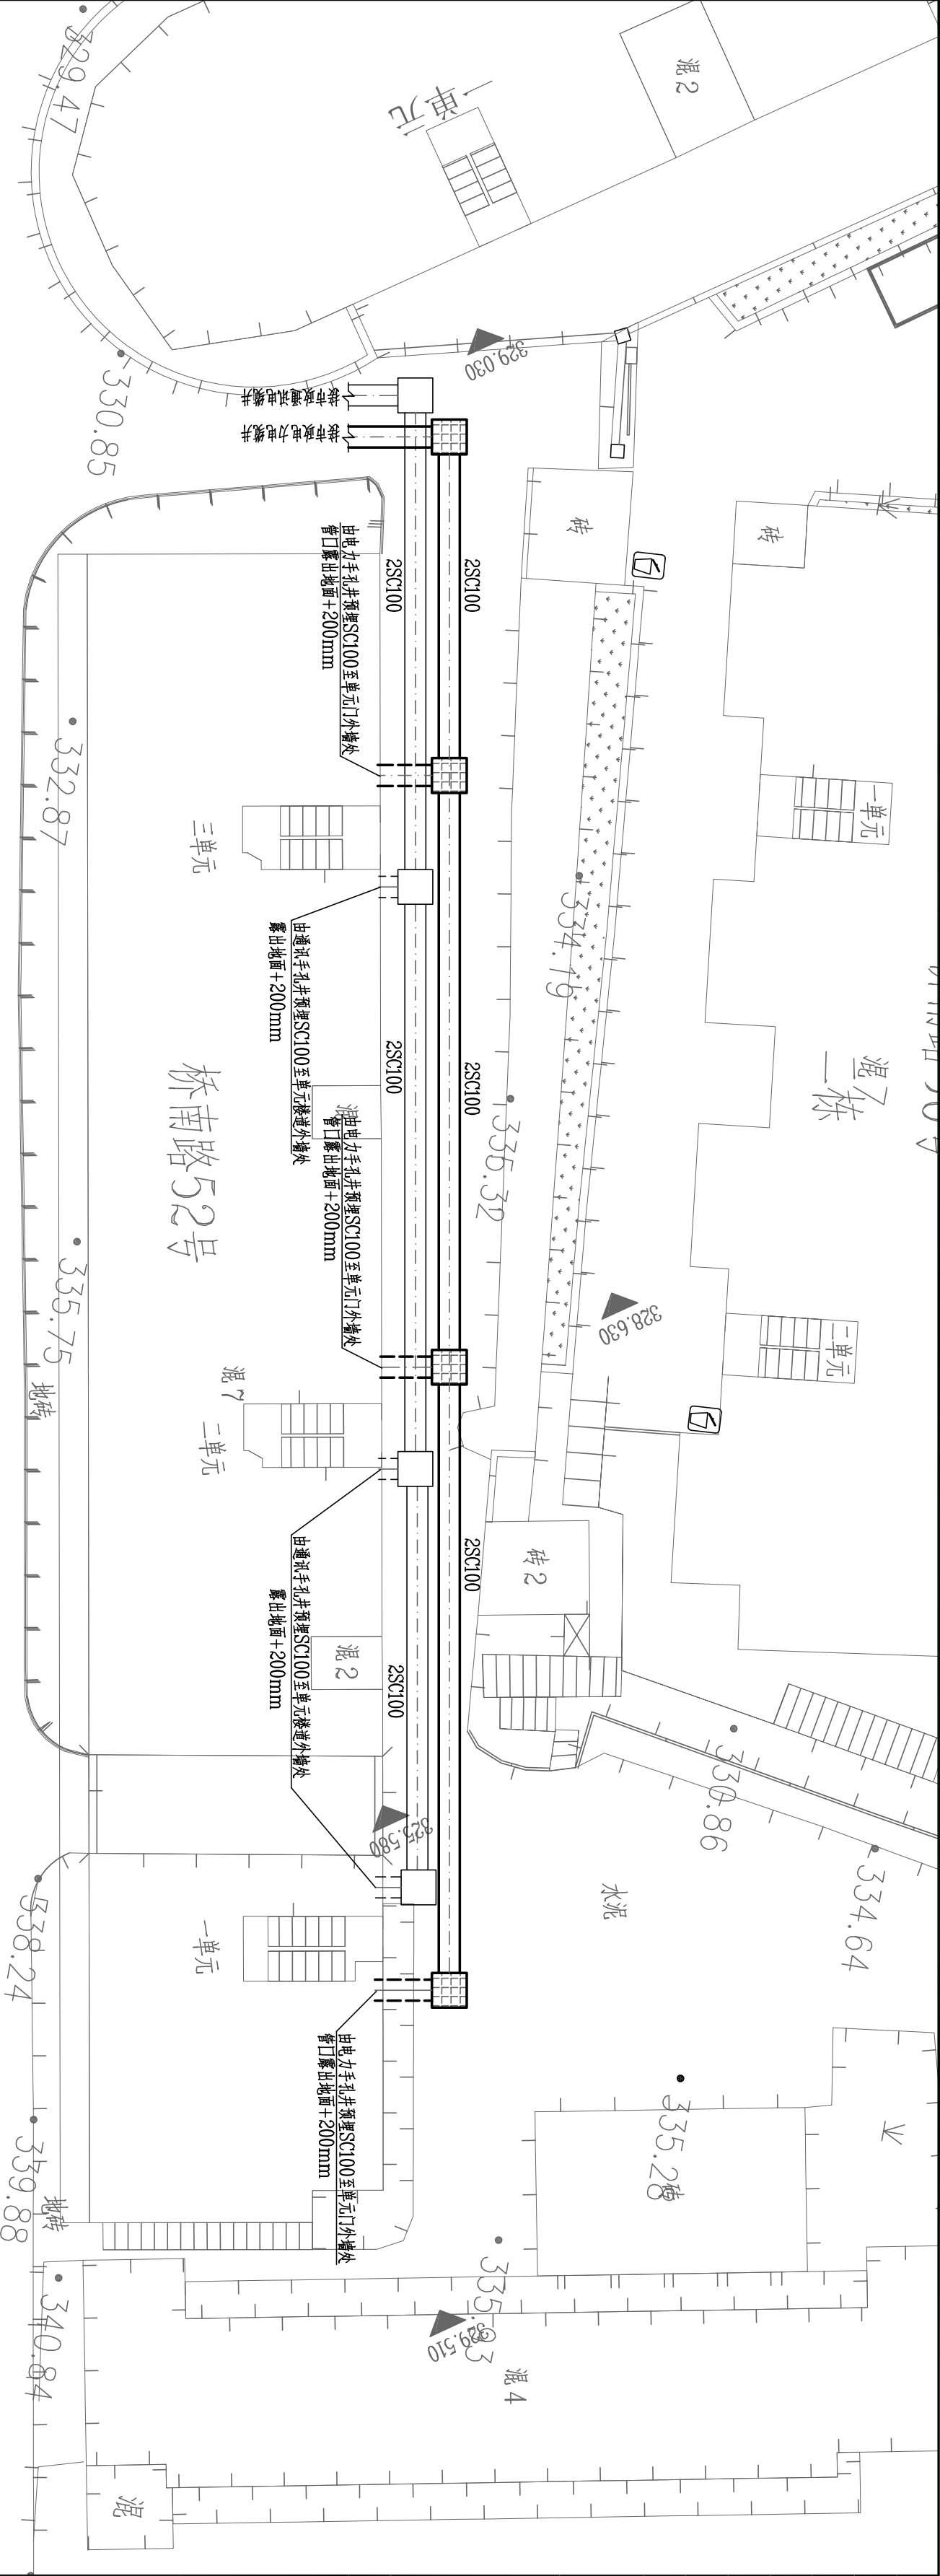 329.47
一单元
混2
329.030
330.85
接市政通讯电缆井
接市政电力电缆井
砖
砖
2SC100
2SC100
由电力手孔井预埋SC100至单元门外墙处
管口露出地面+200mm
332.87
三单元
一单元
334.19
由通讯手孔井预埋SC100至单元楼道外墙处
露出地面+200mm
2SC100
2SC100
336.32
混7
一栋
桥南路52号
由电力手孔井预埋SC100至单元门外墙处
管口露出地面+200mm
335.75
地砖
328.630
二单元
混7
二单元
由通讯手孔井预埋SC100至单元楼道外墙处
露出地面+200mm
2SC100
2SC100
砖2
混2
330.86
334.64
325.580
水泥
一单元
338.24
由电力手孔井预埋SC100至单元门外墙处
管口露出地面+200mm
335.28
砖
339.88
地砖
340.84
329.510
混4
混